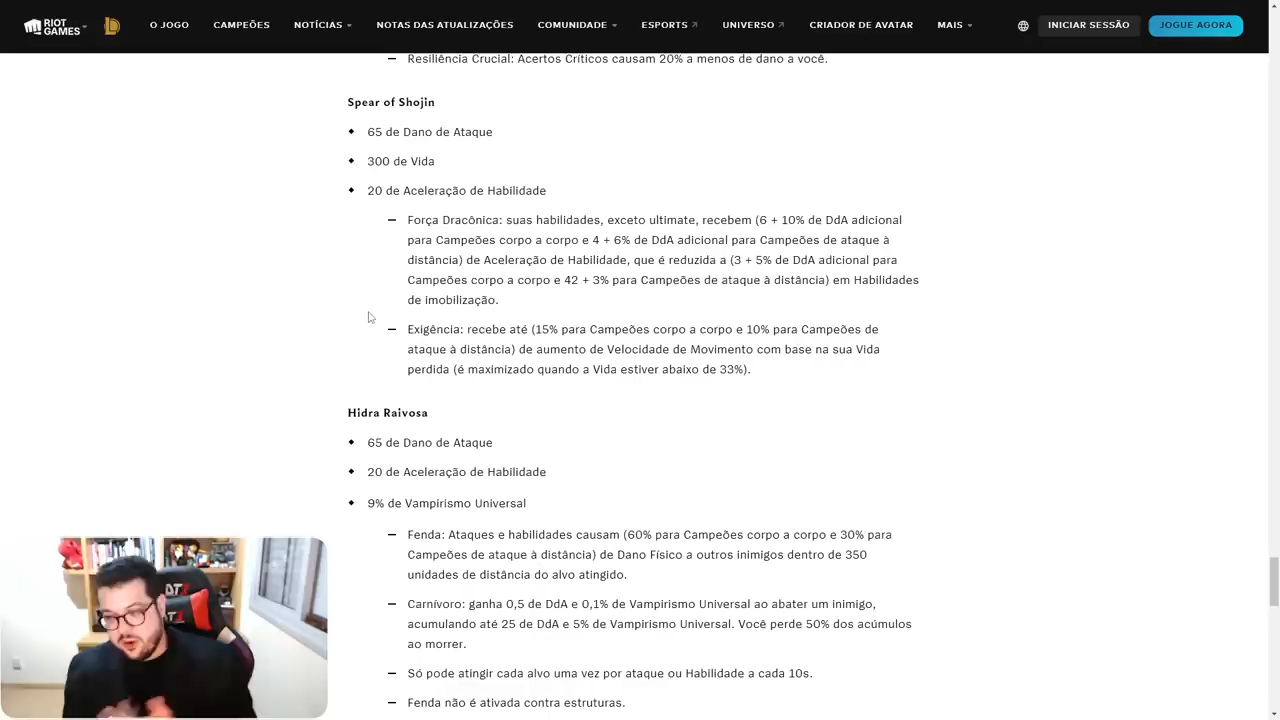 RIOT GAMES
O JOGO
CAMPEÕES
NOTÍCIAS
NOTAS DAS ATUALIZAÇÕES
COMUNIDADE
ESPORTS
UNIVERSO
CRIADOR DE AVATAR
MAIS
INICIAR SESSÃO
JOGUE AGORA
Resiliência Crucial: Acertos Críticos causam 20% a menos de dano a você.
Spear of Shojin
65 de Dano de Ataque
300 de Vida
20 de Aceleração de Habilidade
Força Dracônica: suas habilidades, exceto ultimate, recebem (6 + 10% de DdA adicional
para Campeões corpo a corpo e 4 + 6% de DdA adicional para Campeões de ataque à
distância) de Aceleração de Habilidade, que é reduzida a (3 + 5% de DdA adicional para
Campeões corpo a corpo e 42 + 3% para Campeões de ataque à distância) em Habilidades
de imobilização.
Exigência: recebe até (15% para Campeões corpo a corpo e 10% para Campeões de
ataque à distância) de aumento de Velocidade de Movimento com base na sua Vida
perdida (é maximizado quando a Vida estiver abaixo de 33%).
Hidra Raivosa
65 de Dano de Ataque
20 de Aceleração de Habilidade
9% de Vampirismo Universal
Fenda: Ataques e habilidades causam (60% para Campeões corpo a corpo e 30% para
Campeões de ataque à distância) de Dano Físico a outros inimigos dentro de 350
unidades de distância do alvo atingido.
Carnívoro: ganha 0,5 de DdA e 0,1% de Vampirismo Universal ao abater um inimigo,
acumulando até 25 de DdA e 5% de Vampirismo Universal. Você perde 50% dos acúmulos
ao morrer.
Só pode atingir cada alvo uma vez por ataque ou Habilidade a cada 10s.
Fenda não é ativada contra estruturas.